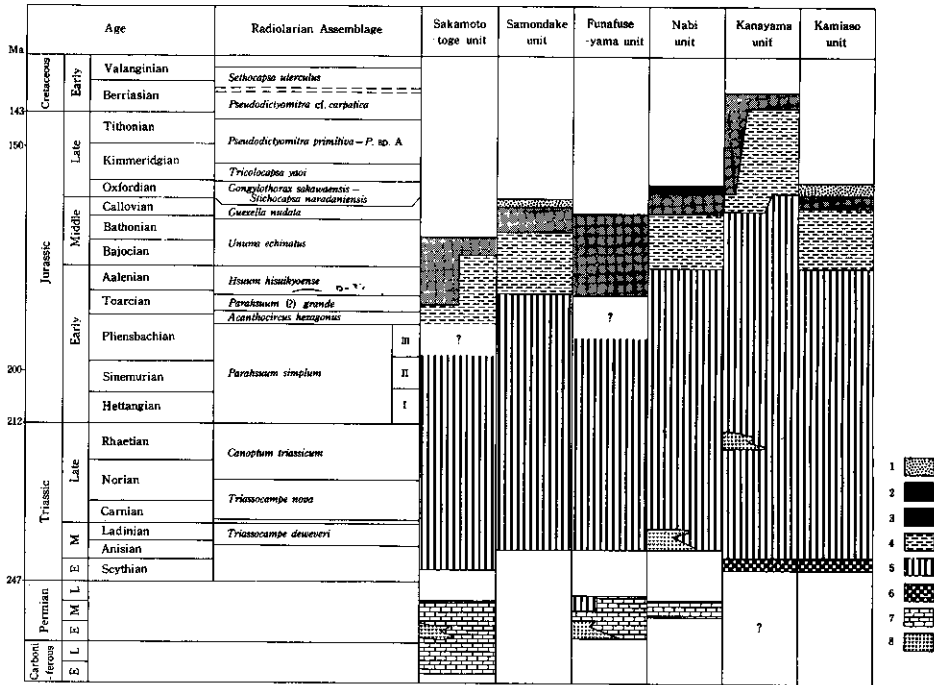 Ma
Age
Radiolarian Assemblage
Sakamoto
-toge unit
Samondake
unit
Funafuse
-yama unit
Nabi
unit
Kanayama
unit
Kamiaso
unit
Cretaceous
Early
Valanginian
Berriasian
Sethocapsa uterculus
Pseudodictyomitra cf. carpatica
143
150
200
212
247
Jurassic
Late
Tithonian
Kimmeridgian
Oxfordian
Pseudodictyomitra primitiva – P. sp. A
Tricolocapsa yaoi
Gongylothorax sakawaensis –
Stichocapsa naradaniensis
Middle
Callovian
Bathonian
Bajocian
Guexella nudata
Unuma echinatus
Early
Aalenian
Toarcian
Pliensbachian
Sinemurian
Hettangian
Hsuum hisuikyoense
Parahsuum (?) grande
Acanthocircus hexagonus
Parahsuum simplum
III
II
I
?
?
Triassic
Late
Rhaetian
Norian
Carnian
Canoptum triassicum
Triassocampe nova
M
Ladinian
Anisian
Triassocampe deweveri
E
Scythian
Permian
L
M
E
?
Carboni
ferous
L
E
1
2
3
4
5
6
7
8